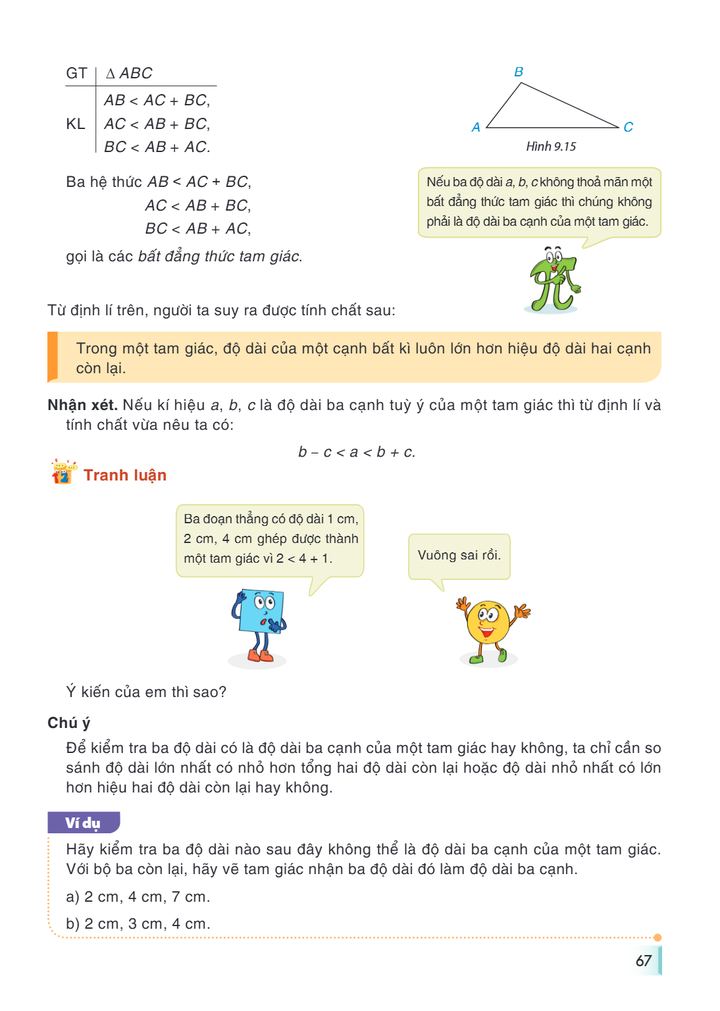 GT Δ ABC
AB < AC + BC,
KL AC < AB + BC,
BC < AB + AC.
B
A
C
Hình 9.15
Ba hệ thức AB < AC + BC,
AC < AB + BC,
BC < AB + AC,
gọi là các bất đẳng thức tam giác.
Nếu ba độ dài a, b, c không thoả mãn một
bất đẳng thức tam giác thì chúng không
phải là độ dài ba cạnh của một tam giác.
Từ định lí trên, người ta suy ra được tính chất sau:
Trong một tam giác, độ dài của một cạnh bất kì luôn lớn hơn hiệu độ dài hai cạnh
còn lại.
Nhận xét. Nếu kí hiệu a, b, c là độ dài ba cạnh tuỳ ý của một tam giác thì từ định lí và
tính chất vừa nêu ta có:
b – c < a < b + c.
Tranh luận
Ba đoạn thẳng có độ dài 1 cm,
2 cm, 4 cm ghép được thành
một tam giác vì 2 < 4 + 1.
Vuông sai rồi.
Ý kiến của em thì sao?
Chú ý
Để kiểm tra ba độ dài có là độ dài ba cạnh của một tam giác hay không, ta chỉ cần so
sánh độ dài lớn nhất có nhỏ hơn tổng hai độ dài còn lại hoặc độ dài nhỏ nhất có lớn
hơn hiệu hai độ dài còn lại hay không.
Ví dụ
Hãy kiểm tra ba độ dài nào sau đây không thể là độ dài ba cạnh của một tam giác.
Với bộ ba còn lại, hãy vẽ tam giác nhận ba độ dài đó làm độ dài ba cạnh.
a) 2 cm, 4 cm, 7 cm.
b) 2 cm, 3 cm, 4 cm.
67